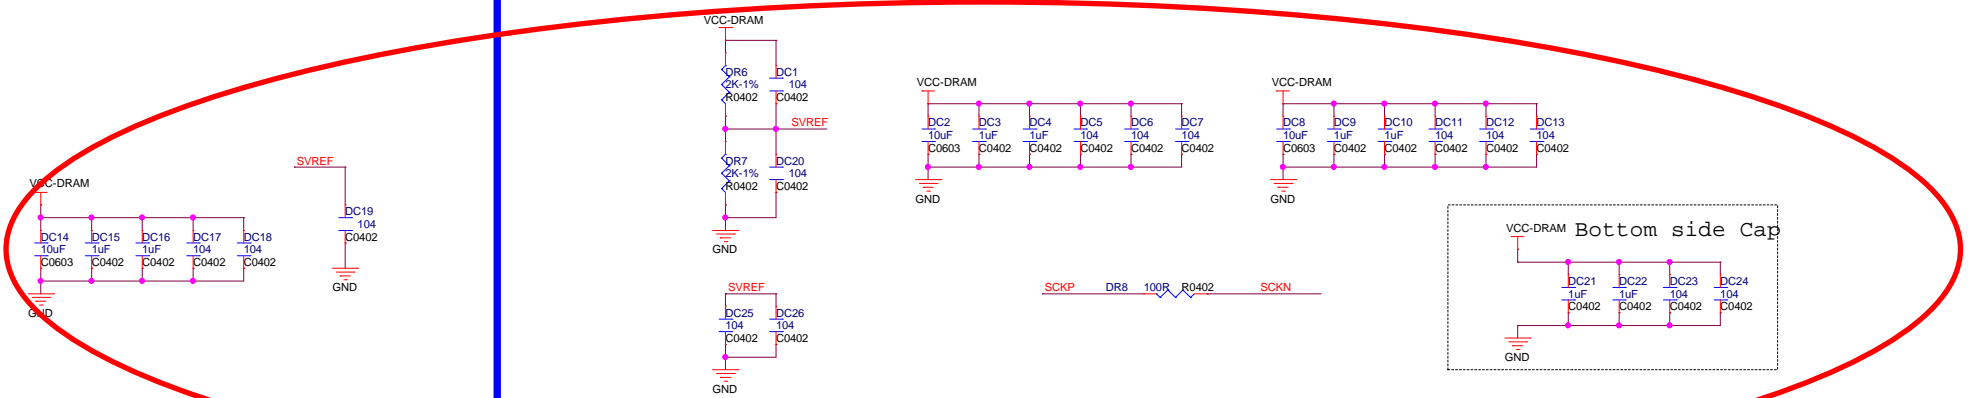 VCC-DRAM
DR6
2K-1%
R0402
DC1
104
C0402
SVREF
DR7
2K-1%
R0402
DC20
104
C0402
GND
VCC-DRAM
DC2 DC3 DC4 DC5 DC6 DC7
10uF 1uF 1uF 104 104 104
C0603 C0402 C0402 C0402 C0402 C0402
GND
VCC-DRAM
DC8 DC9 DC10 DC11 DC12 DC13
10uF 1uF 1uF 104 104 104
C0603 C0402 C0402 C0402 C0402 C0402
GND
VCC-DRAM
DC14 DC15 DC16 DC17 DC18
10uF 1uF 1uF 104 104
C0603 C0402 C0402 C0402 C0402
GND
SVREF
DC19
104
C0402
GND
SVREF
DC25 DC26
104 104
C0402 C0402
GND
SCKP DR8 100R R0402 SCKN
VCC-DRAM Bottom side Cap
DC21 DC22 DC23 DC24
1uF 1uF 104 104
C0402 C0402 C0402 C0402
GND